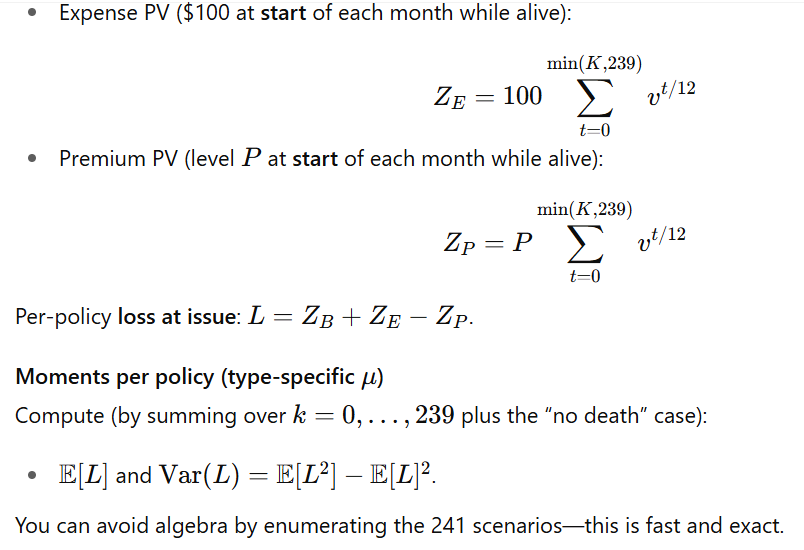 • Expense PV ($100 at start of each month while alive):
Z_E = 100 \sum_{t=0}^{min(K,239)} v^{t/12}
• Premium PV (level P at start of each month while alive):
Z_P = P \sum_{t=0}^{min(K,239)} v^{t/12}
Per-policy loss at issue: L = Z_B + Z_E − Z_P.
Moments per policy (type-specific μ)
Compute (by summing over k = 0, . . . , 239 plus the “no death” case):
• 𝔼[L] and Var(L) = 𝔼[L²] − 𝔼[L]².
You can avoid algebra by enumerating the 241 scenarios—this is fast and exact.